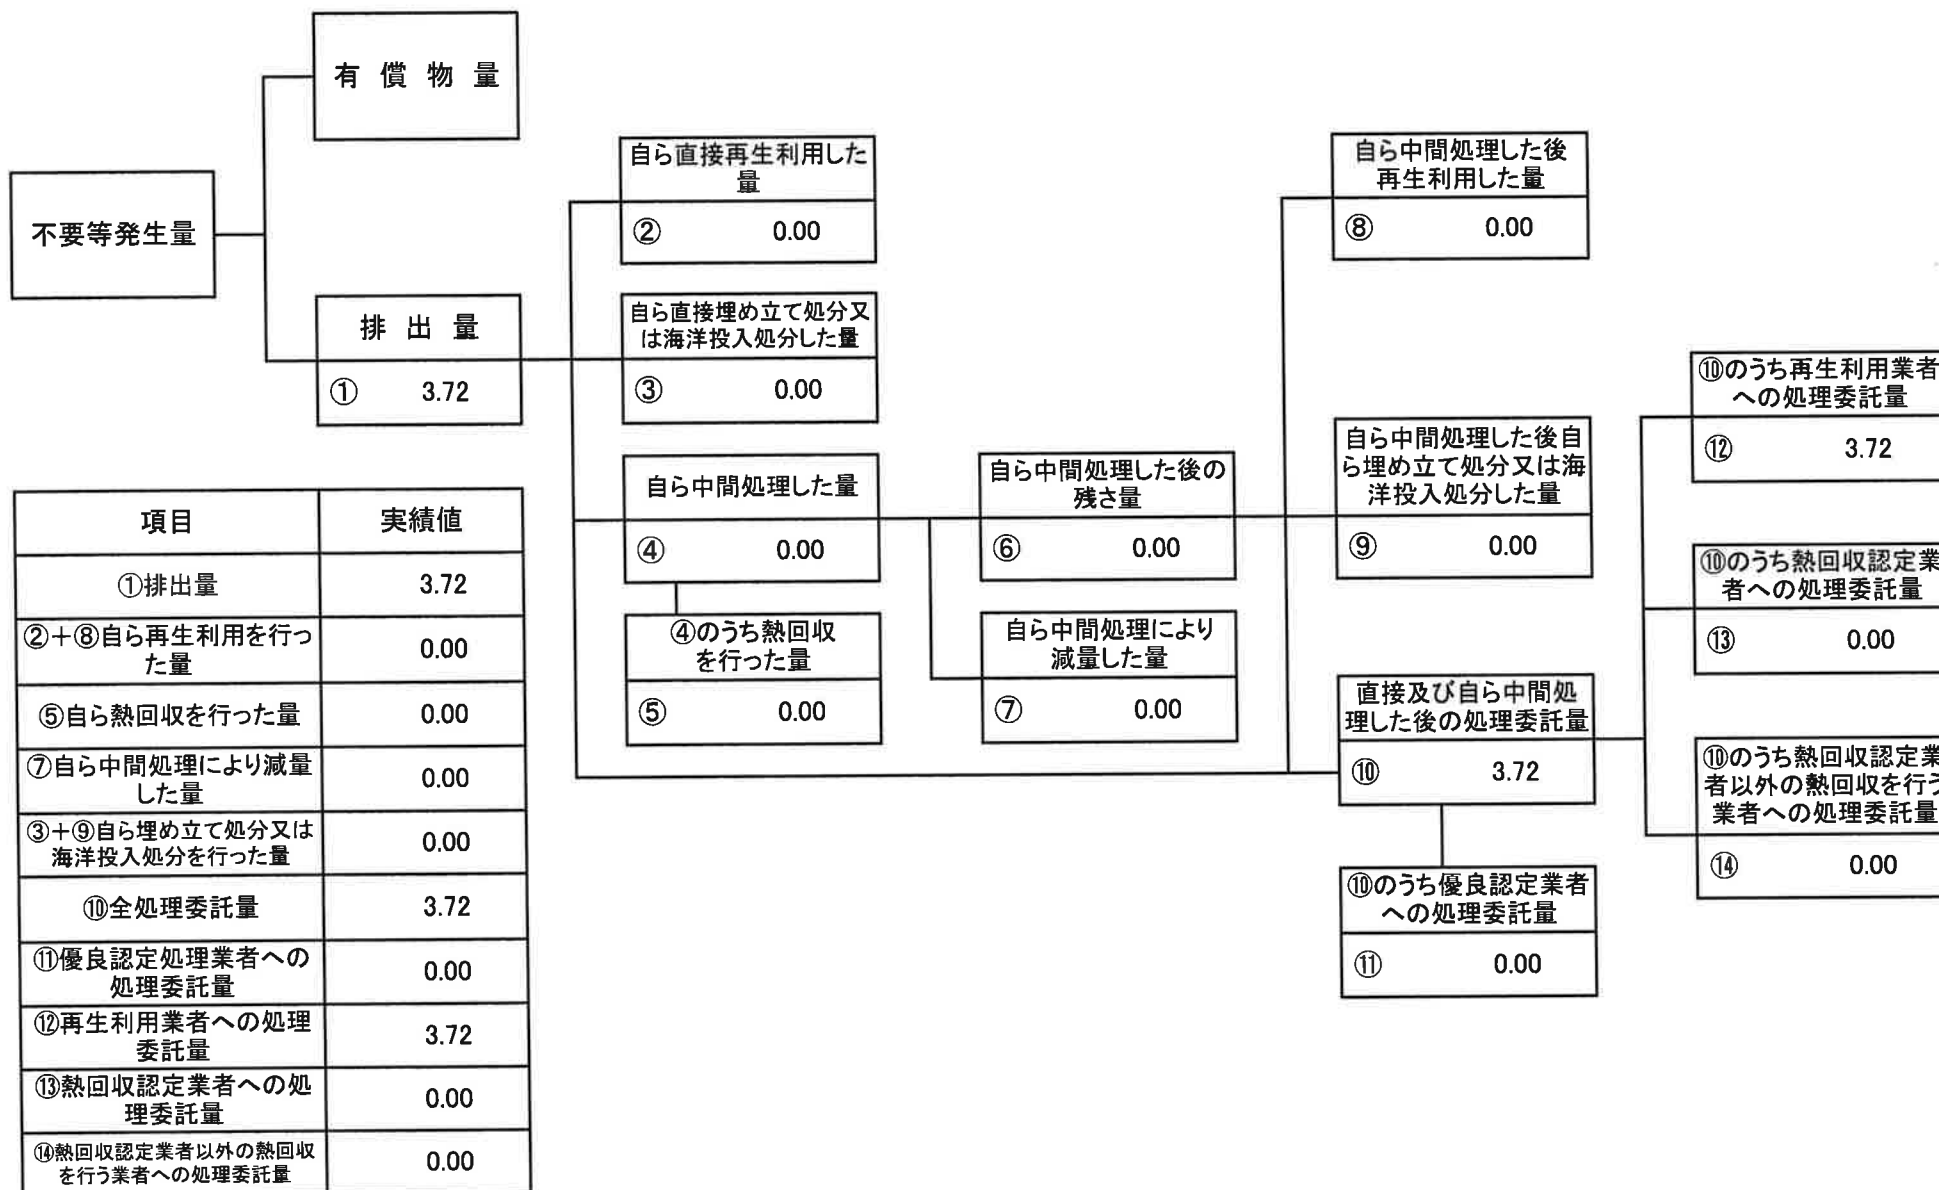 有 償 物 量
不要等発生量
排 出 量
① 3.72
自ら直接再生利用した
量
② 0.00
自ら直接埋め立て処分又
は海洋投入処分した量
③ 0.00
自ら中間処理した量
④ 0.00
④のうち熱回収
を行った量
⑤ 0.00
自ら中間処理した後の
残さ量
⑥ 0.00
自ら中間処理により
減量した量
⑦ 0.00
自ら中間処理した後
再生利用した量
⑧ 0.00
自ら中間処理した後自
ら埋め立て処分又は海
洋投入処分した量
⑨ 0.00
直接及び自ら中間処
理した後の処理委託量
⑩ 3.72
⑩のうち優良認定業者
への処理委託量
⑪ 0.00
⑩のうち再生利用業者
への処理委託量
⑫ 3.72
⑩のうち熱回収認定業
者への処理委託量
⑬ 0.00
⑩のうち熱回収認定業
者以外の熱回収を行う
業者への処理委託量
⑭ 0.00
項目 実績値
①排出量 3.72
②+⑧自ら再生利用を行っ
た量 0.00
⑤自ら熱回収を行った量 0.00
⑦自ら中間処理により減量
した量 0.00
③+⑨自ら埋め立て処分又は
海洋投入処分を行った量 0.00
⑩全処理委託量 3.72
⑪優良認定処理業者への
処理委託量 0.00
⑫再生利用業者への処理
委託量 3.72
⑬熱回収認定業者への処
理委託量 0.00
⑭熱回収認定業者以外の熱回収
を行う業者への処理委託量 0.00